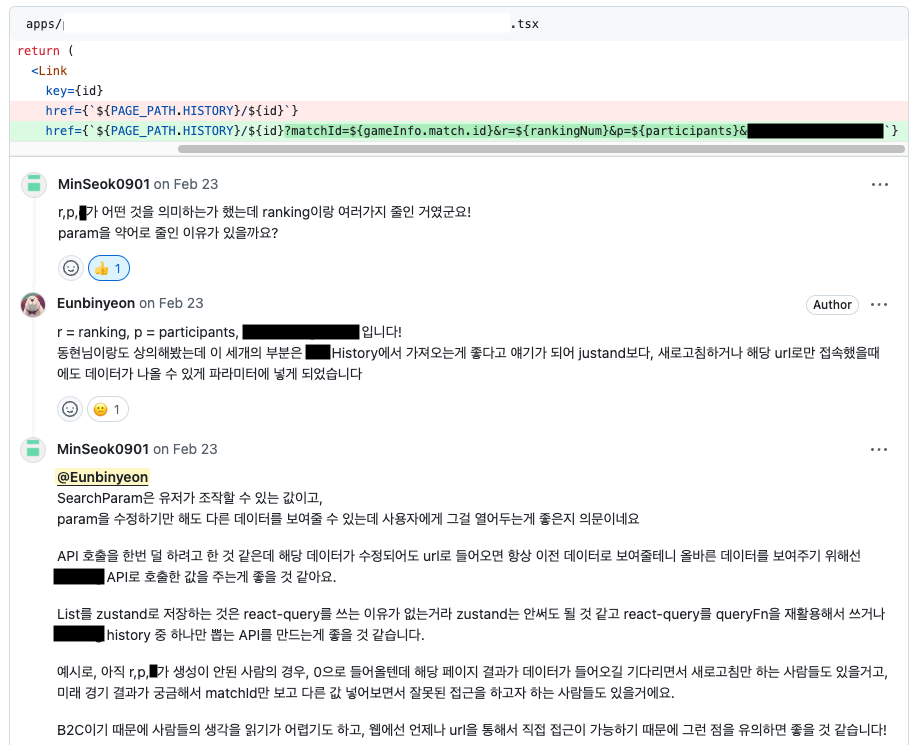 apps/
.tsx
return (
<Link
key={id}
href={`${PAGE_PATH.HISTORY}/${id}`}
href={`${PAGE_PATH.HISTORY}/${id}?matchId=${gameInfo.match.id}&r=${rankingNum}&p=${participants}& `}
MinSeok0901 on Feb 23
r,p, 가 어떤 것을 의미하는가 했는데 ranking이랑 여러가지 줄인 거였군요!
param을 약어로 줄인 이유가 있을까요?
👍 1
Eunbinyeon on Feb 23
Author
r = ranking, p = participants, 입니다!
동현님이랑도 상의해봤는데 이 세개의 부분은 History에서 가져오는게 좋다고 얘기가 되어 justand보다, 새로고침하거나 해당 url로만 접속했을때
에도 데이터가 나올 수 있게 파라미터에 넣게 되었습니다
😕 1
MinSeok0901 on Feb 23
@Eunbinyeon
SearchParam은 유저가 조작할 수 있는 값이고,
param을 수정하기만 해도 다른 데이터를 보여줄 수 있는데 사용자에게 그걸 열어두는게 좋은지 의문이네요
API 호출을 한번 덜 하려고 한 것 같은데 해당 데이터가 수정되어도 url로 들어오면 항상 이전 데이터로 보여줄테니 올바른 데이터를 보여주기 위해선
API로 호출한 값을 주는게 좋을 것 같아요.
List를 zustand로 저장하는 것은 react-query를 쓰는 이유가 없는거라 zustand는 안써도 될 것 같고 react-query를 queryFn을 재활용해서 쓰거나
history 중 하나만 뽑는 API를 만드는게 좋을 것 같습니다.
예시로, 아직 r,p, 가 생성이 안된 사람의 경우, 0으로 들어올텐데 해당 페이지 결과가 데이터가 들어오길 기다리면서 새로고침만 하는 사람들도 있을거고,
미래 경기 결과가 궁금해서 matchId만 보고 다른 값 넣어보면서 잘못된 접근을 하고자 하는 사람들도 있을거에요.
B2C이기 때문에 사람들의 생각을 읽기가 어렵기도 하고, 웹에선 언제나 url을 통해서 직접 접근이 가능하기 때문에 그런 점을 유의하면 좋을 것 같습니다!